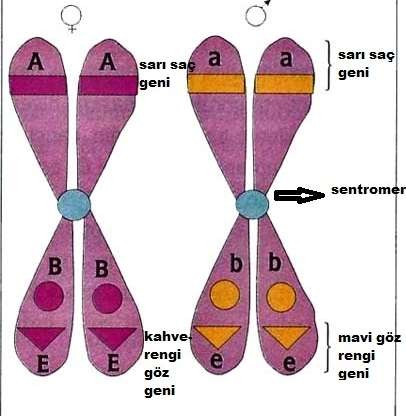 ♀ ♂
A A a a
sarı saç
geni
sarı saç
geni
sentromer
B B b b
kahve-
rengi
göz
geni
mavi göz
rengi
geni
E E e e